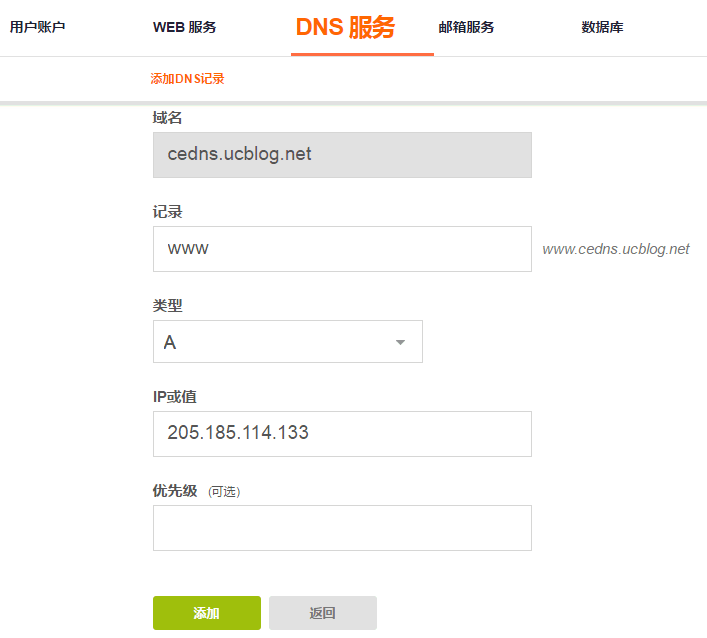 用户账户 WEB 服务 DNS 服务 邮箱服务 数据库
添加DNS记录
域名
cedns.ucblog.net
记录
www www.cedns.ucblog.net
类型
A
IP或值
205.185.114.133
优先级 (可选)
添加 返回